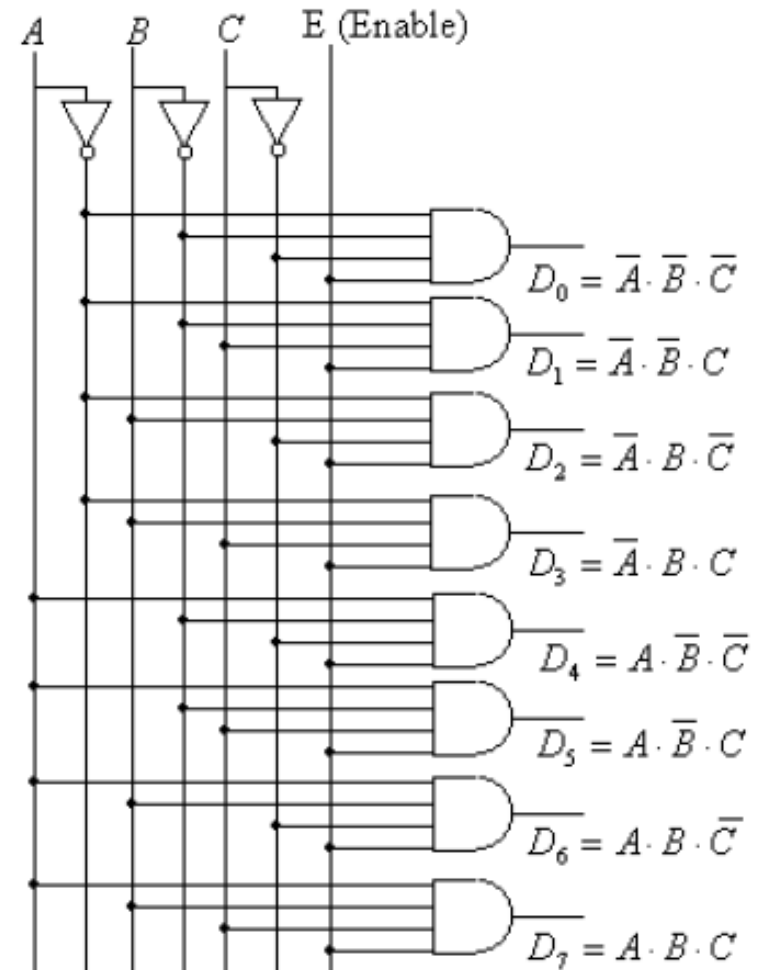 A B C E (Enable)
D₀ = A̅ · B̅ · C̅
D₁ = A̅ · B̅ · C
D₂ = A̅ · B · C̅
D₃ = A̅ · B · C
D₄ = A · B̅ · C̅
D₅ = A · B̅ · C
D₆ = A · B · C̅
D₇ = A · B · C